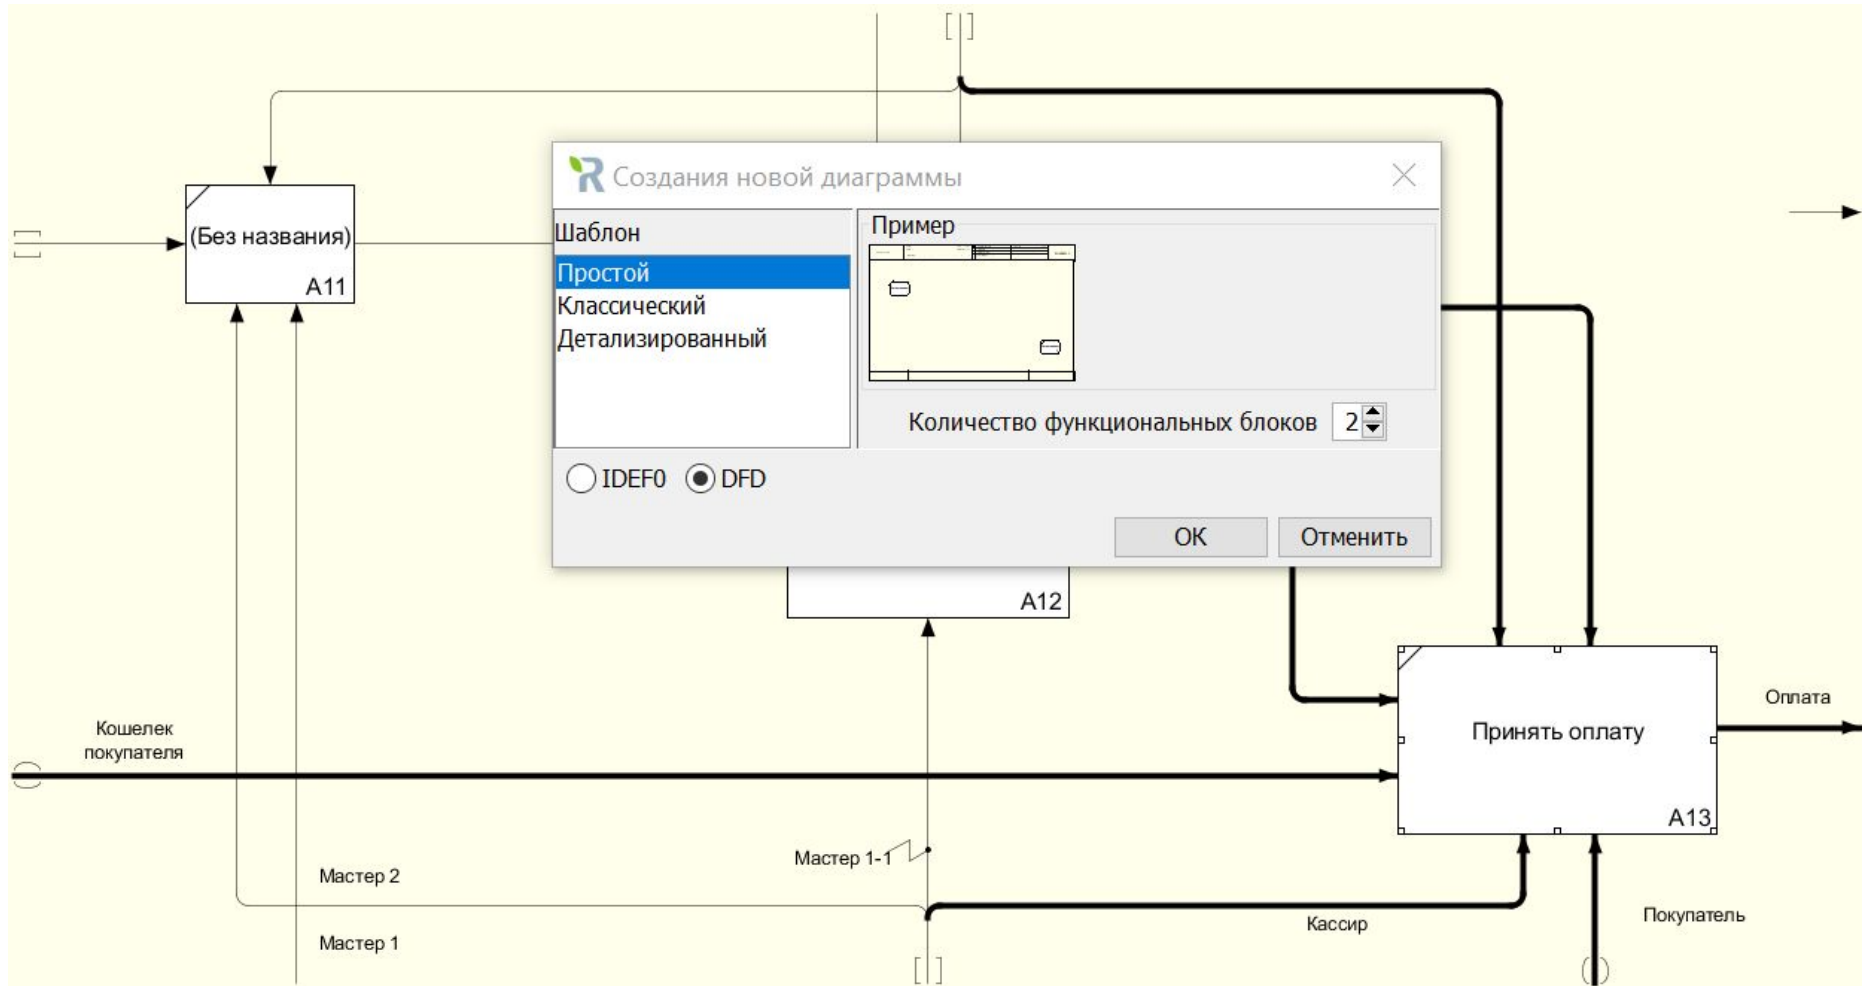 Создания новой диаграммы
Шаблон
Простой
Классический
Детализированный
Пример
Количество функциональных блоков 2
IDEF0 DFD
ОК Отменить
(Без названия)
A11
A12
Кошелек
покупателя
Принять оплату
A13
Оплата
Мастер 1-1
Мастер 2
Мастер 1
Кассир
Покупатель